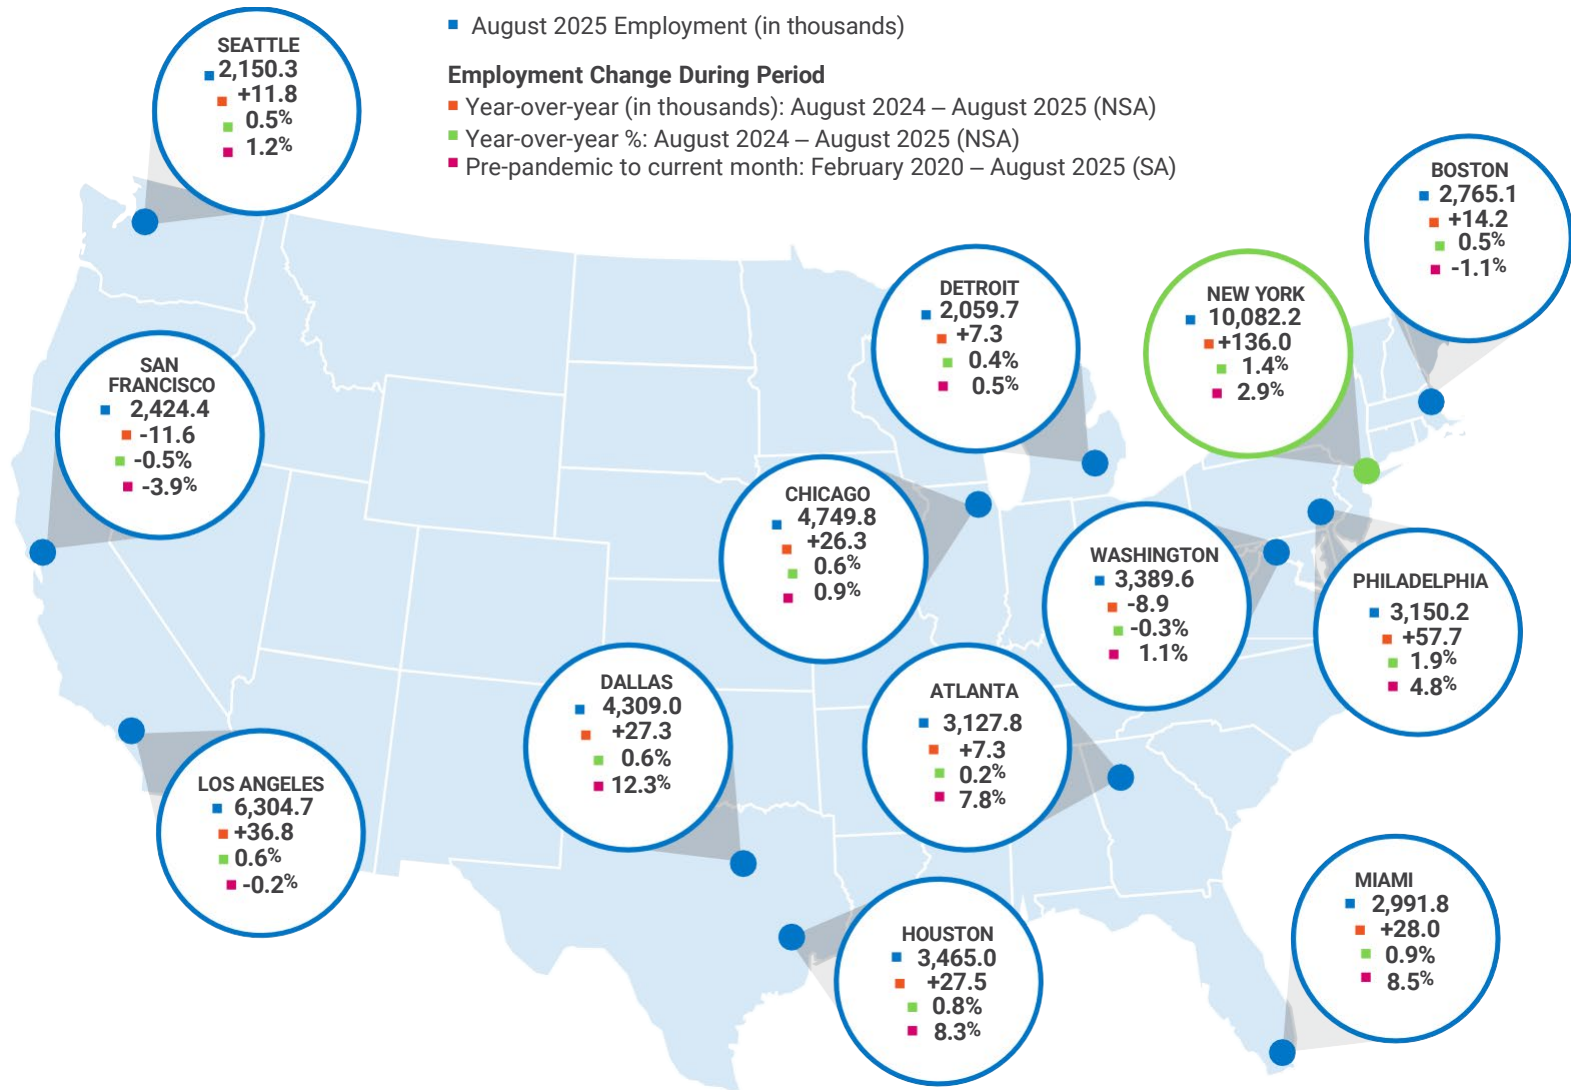 August 2025 Employment (in thousands)
Employment Change During Period
Year-over-year (in thousands): August 2024 – August 2025 (NSA)
Year-over-year %: August 2024 – August 2025 (NSA)
Pre-pandemic to current month: February 2020 – August 2025 (SA)
SEATTLE
2,150.3
+11.8
0.5%
1.2%
BOSTON
2,765.1
+14.2
0.5%
-1.1%
DETROIT
2,059.7
+7.3
0.4%
0.5%
NEW YORK
10,082.2
+136.0
1.4%
2.9%
SAN
FRANCISCO
2,424.4
-11.6
-0.5%
-3.9%
CHICAGO
4,749.8
+26.3
0.6%
0.9%
WASHINGTON
3,389.6
-8.9
-0.3%
1.1%
PHILADELPHIA
3,150.2
+57.7
1.9%
4.8%
DALLAS
4,309.0
+27.3
0.6%
12.3%
ATLANTA
3,127.8
+7.3
0.2%
7.8%
LOS ANGELES
6,304.7
+36.8
0.6%
-0.2%
HOUSTON
3,465.0
+27.5
0.8%
8.3%
MIAMI
2,991.8
+28.0
0.9%
8.5%